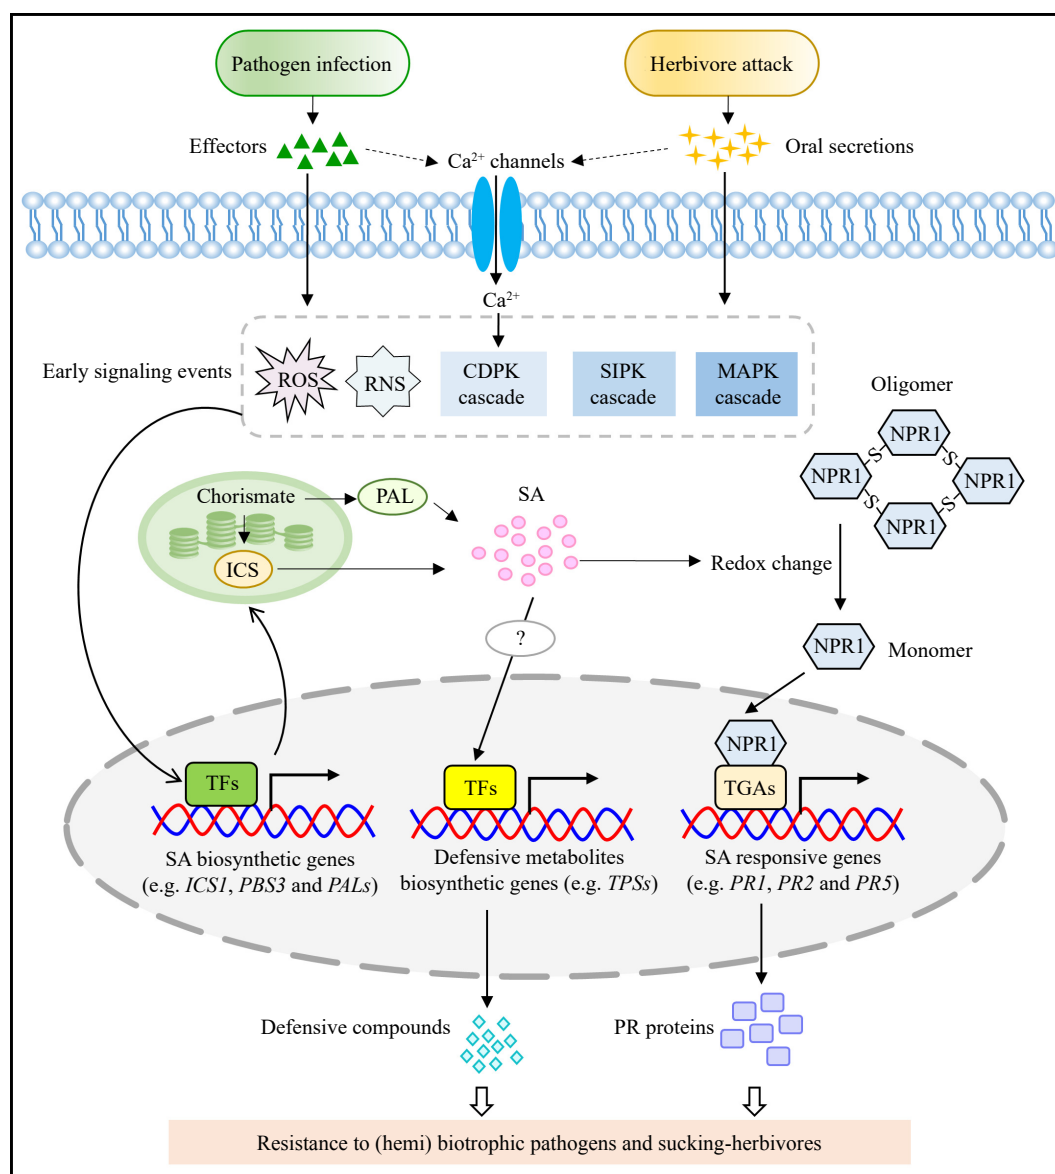 Pathogen infection
Herbivore attack
Effectors
Oral secretions
Ca²⁺ channels
Ca²⁺
Early signaling events
ROS
RNS
CDPK
cascade
SIPK
cascade
MAPK
cascade
Oligomer
NPR1
S
S
NPR1
NPR1
S
S
NPR1
Chorismate
PAL
SA
ICS
Redox change
?
NPR1
Monomer
NPR1
TFs
TFs
TGAs
SA biosynthetic genes
(e.g. ICS1, PBS3 and PALs)
Defensive metabolites
biosynthetic genes (e.g. TPSs)
SA responsive genes
(e.g. PR1, PR2 and PR5)
Defensive compounds
PR proteins
Resistance to (hemi) biotrophic pathogens and sucking-herbivores